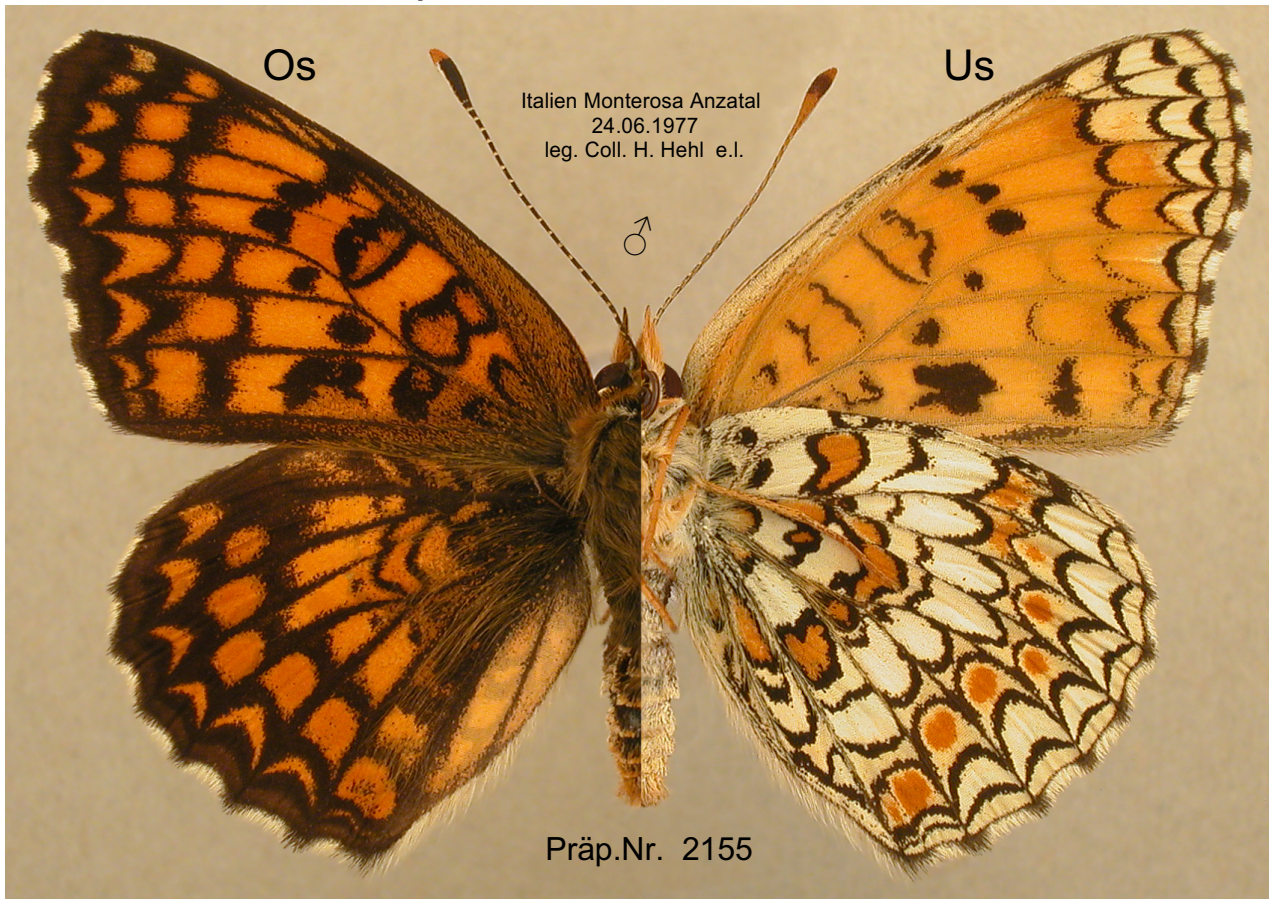 Os
Us
Italien Monterosa Anzatal
24.06.1977
leg. Coll. H. Hehl e.l.
♂
Präp.Nr. 2155